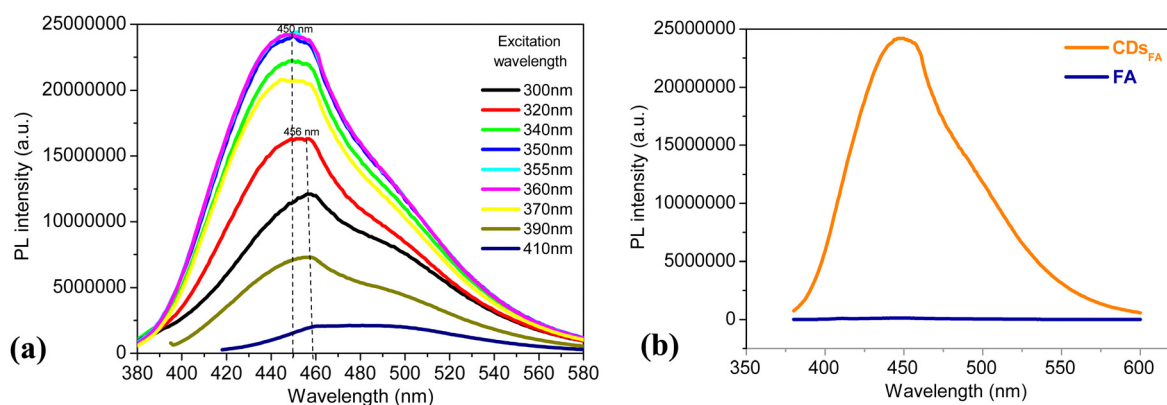 25000000
20000000
15000000
10000000
5000000
0
PL intensity (a.u.)
450 nm
456 nm
Excitation
wavelength
300nm
320nm
340nm
350nm
355nm
360nm
370nm
390nm
410nm
(a)
380 400 420 440 460 480 500 520 540 560 580
Wavelength (nm)
25000000
20000000
15000000
10000000
5000000
0
PL intensity (a.u.)
CDsFA
FA
(b)
350 400 450 500 550 600
Wavelength (nm)